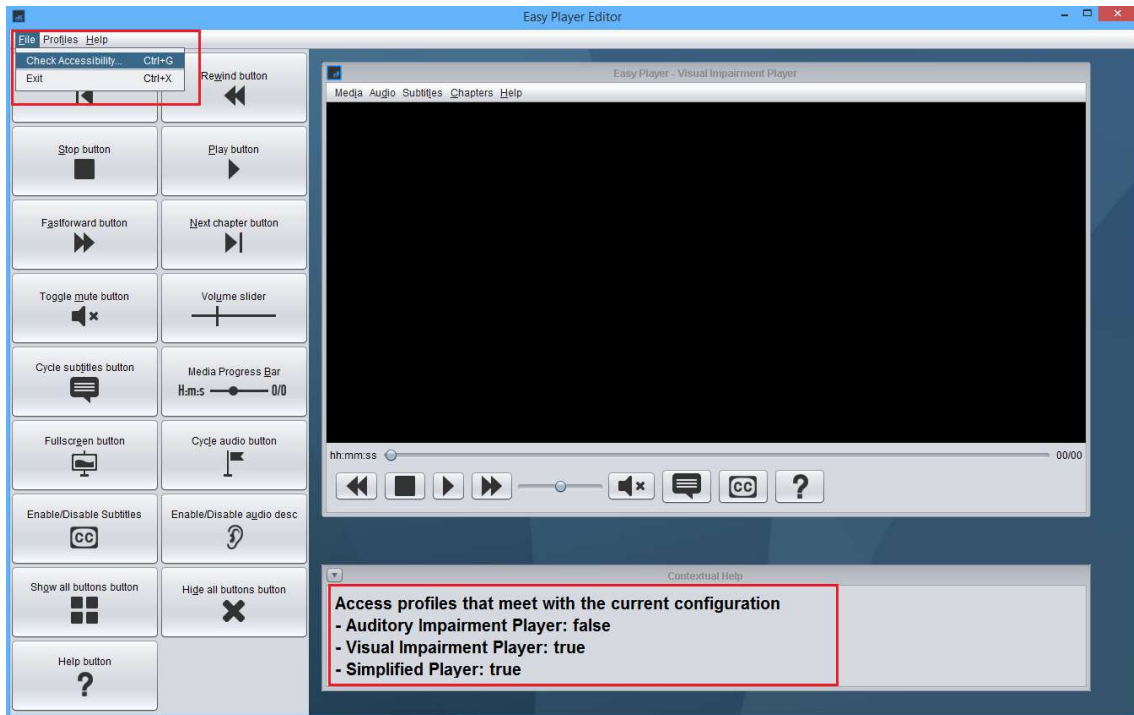 Easy Player Editor
File Profiles Help
Check Accessibility... Ctrl+G
Exit Ctrl+X
Rewind button
Stop button
Play button
Fastforward button
Next chapter button
Toggle mute button
Volume slider
Cycle subtitles button
Media Progress Bar
H:m:s 0/0
Fullscreen button
Cycle audio button
Enable/Disable Subtitles
CC
Enable/Disable audio desc
Show all buttons button
Hide all buttons button
Help button
?
Easy Player - Visual Impairment Player
Media Audio Subtitles Chapters Help
hh:mm:ss 00/00
CC ?
Contextual Help
Access profiles that meet with the current configuration
- Auditory Impairment Player: false
- Visual Impairment Player: true
- Simplified Player: true